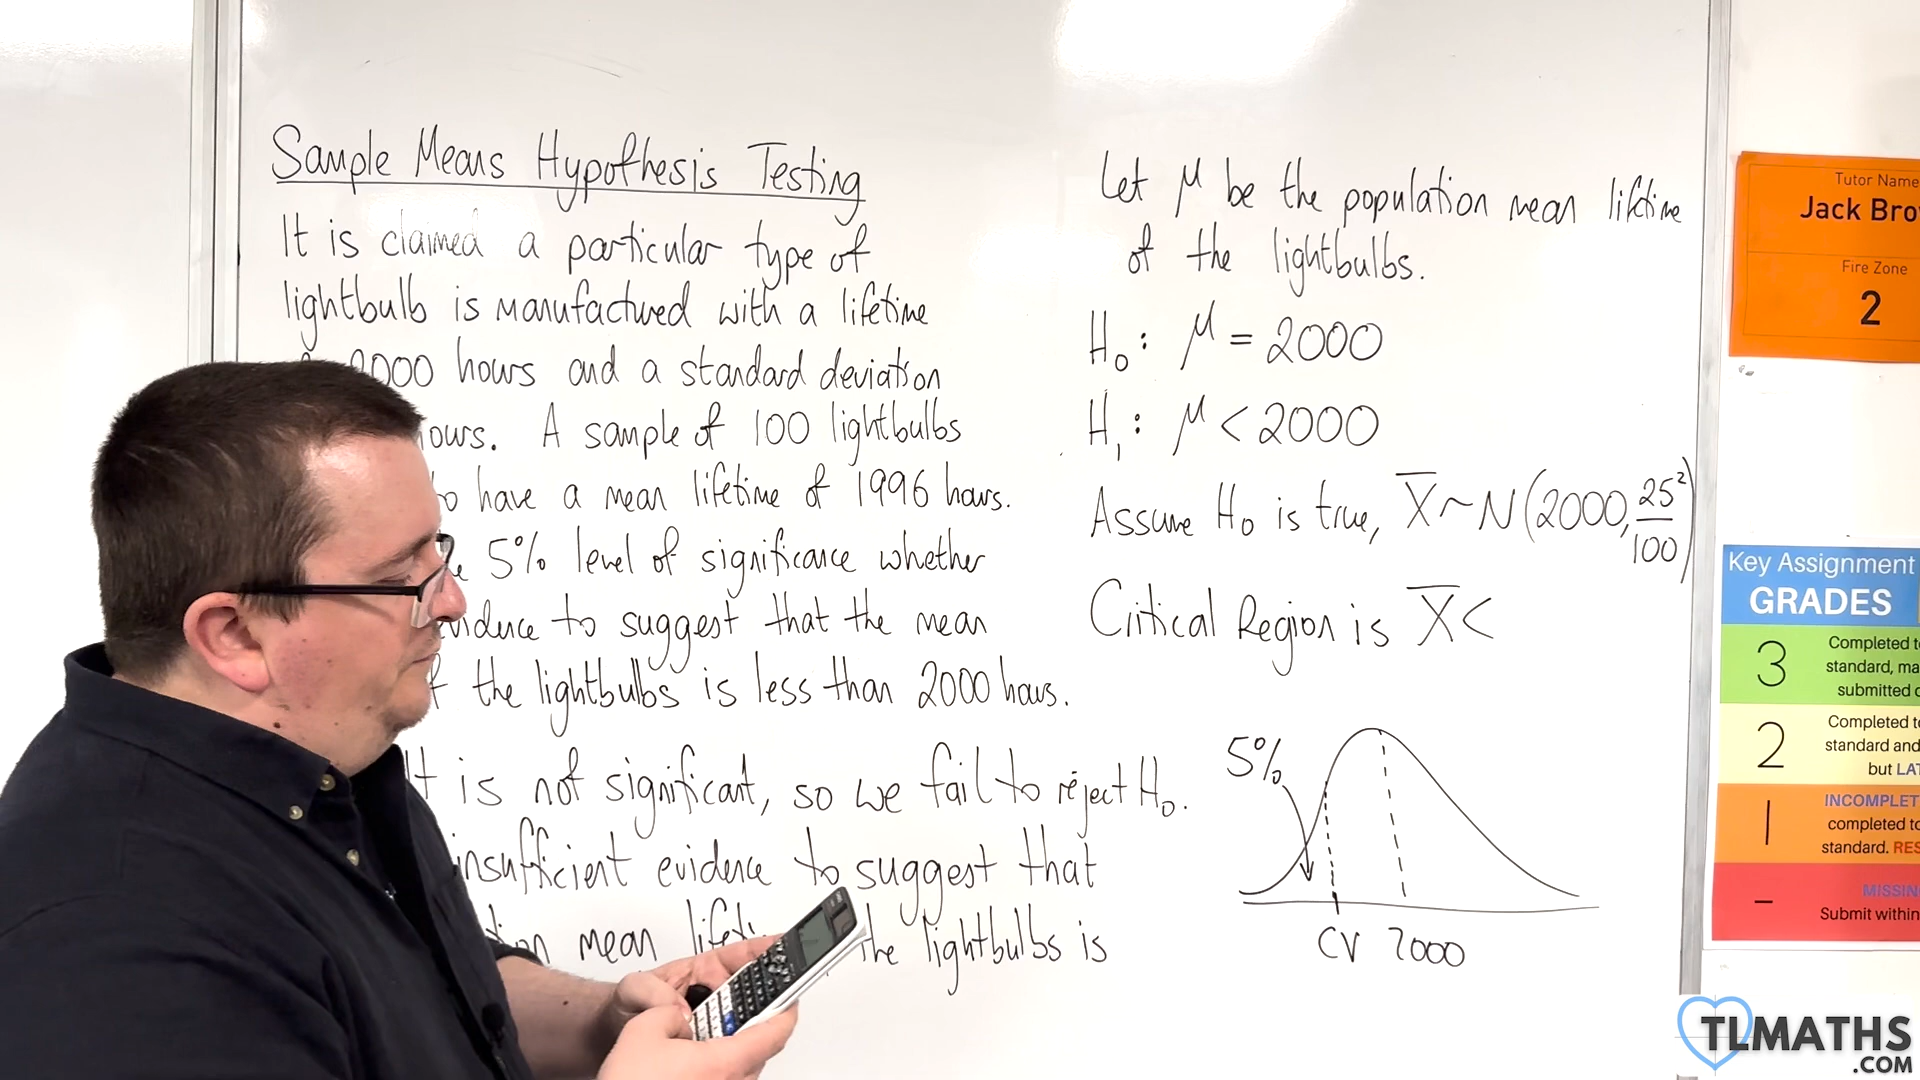 Sample Means Hypothesis Testing
It is claimed a particular type of
lightbulb is manufactured with a lifetime
2000 hours and a standard deviation
A sample of 100 lightbulbs
have a mean lifetime of 1996 hours.
5% level of significance whether
to suggest that the mean
the lightbulbs is less than 2000 hours.
It is not significant, so we fail to reject H₀.
insufficient evidence to suggest that
mean the lightbulbs is
Let μ be the population mean lifetime
of the lightbulbs.
H₀: μ = 2000
H₁: μ < 2000
Assume H₀ is true, X̄ ~ N(2000, 25²/100)
Critical Region is X̄ <
5%
CV 2000
Tutor Name
Jack Bro
Fire Zone
2
Key Assignment
GRADES
3
Completed t
standard, ma
submitted
2
Completed t
standard and
but LAT
1
INCOMPLET
completed to
standard. RES
-
MISSIN
Submit within
TLMATHS
.COM